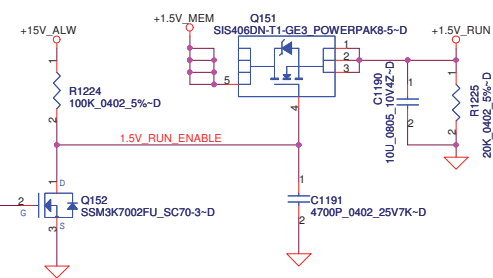 +15V_ALW
+1.5V_MEM
Q151
SIS406DN-T1-GE3_POWERPAK8-5~D
+1.5V_RUN
1
2
3
5
4
1
R1224
100K_0402_5%~D
2
1.5V_RUN_ENABLE
1
C1190
10U_0805_10V4Z~D
2
1
R1225
20K_0402_5%~D
2
1
D
Q152
SSM3K7002FU_SC70-3~D
2
G
S
3
1
C1191
4700P_0402_25V7K~D
2